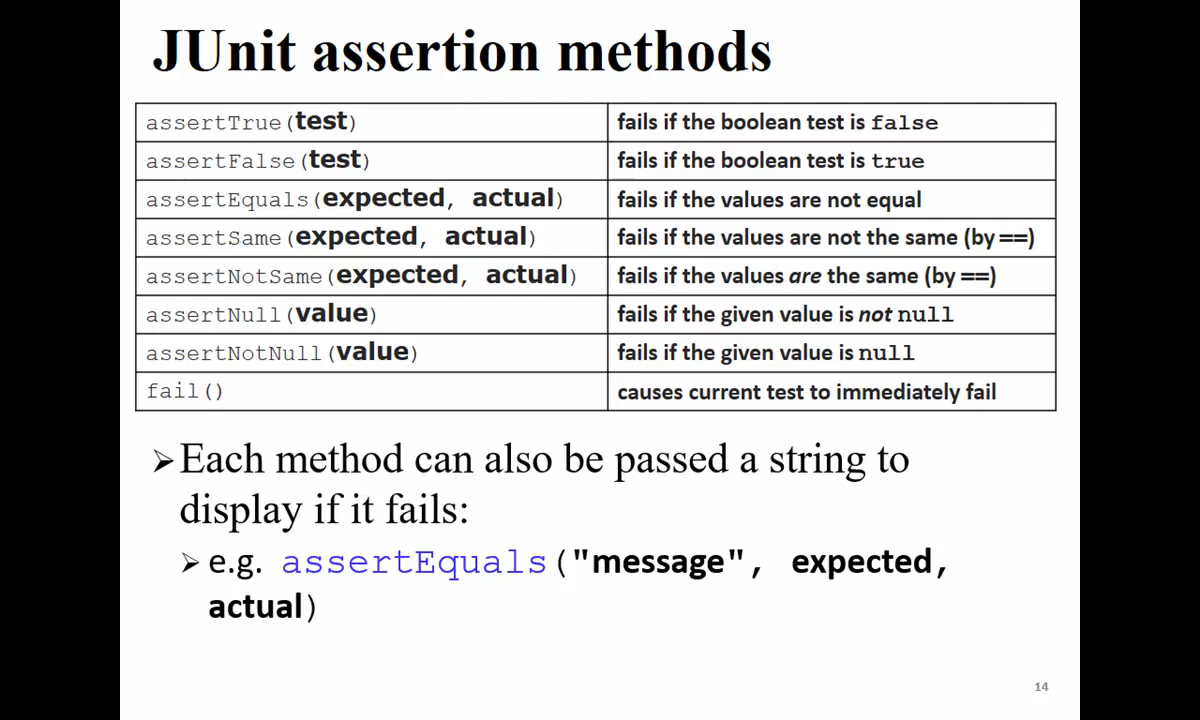 JUnit assertion methods
assertTrue(test) fails if the boolean test is false
assertFalse(test) fails if the boolean test is true
assertEquals(expected, actual) fails if the values are not equal
assertSame(expected, actual) fails if the values are not the same (by ==)
assertNotSame(expected, actual) fails if the values are the same (by ==)
assertNull(value) fails if the given value is not null
assertNotNull(value) fails if the given value is null
fail() causes current test to immediately fail
➢Each method can also be passed a string to
display if it fails:
➢ e.g. assertEquals("message", expected,
actual)
14